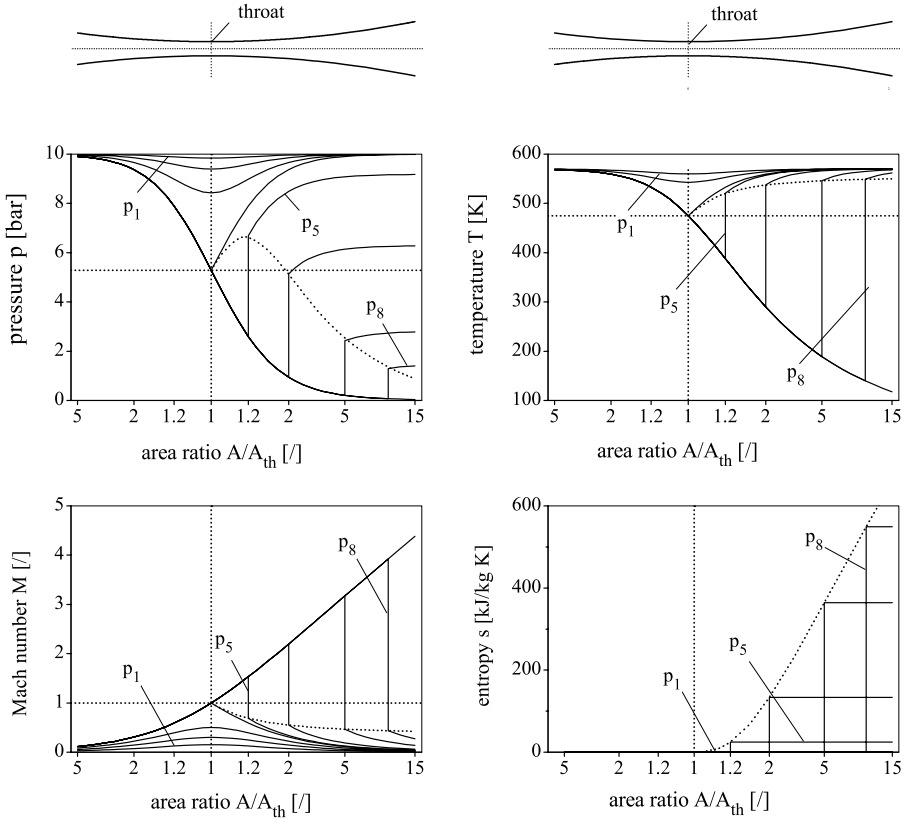 throat
throat
10
8
6
4
2
0
pressure p [bar]
p1
p5
p8
5
2
1.2
1
1.2
2
5
15
area ratio A/Ath [/]
600
500
400
300
200
100
temperature T [K]
p1
p5
p8
5
2
1.2
1
1.2
2
5
15
area ratio A/Ath [/]
5
4
3
2
1
0
Mach number M [/]
p8
p5
p1
5
2
1.2
1
1.2
2
5
15
area ratio A/Ath [/]
600
400
200
0
entropy s [kJ/kg K]
p8
p5
p1
5
2
1.2
1
1.2
2
5
15
area ratio A/Ath [/]